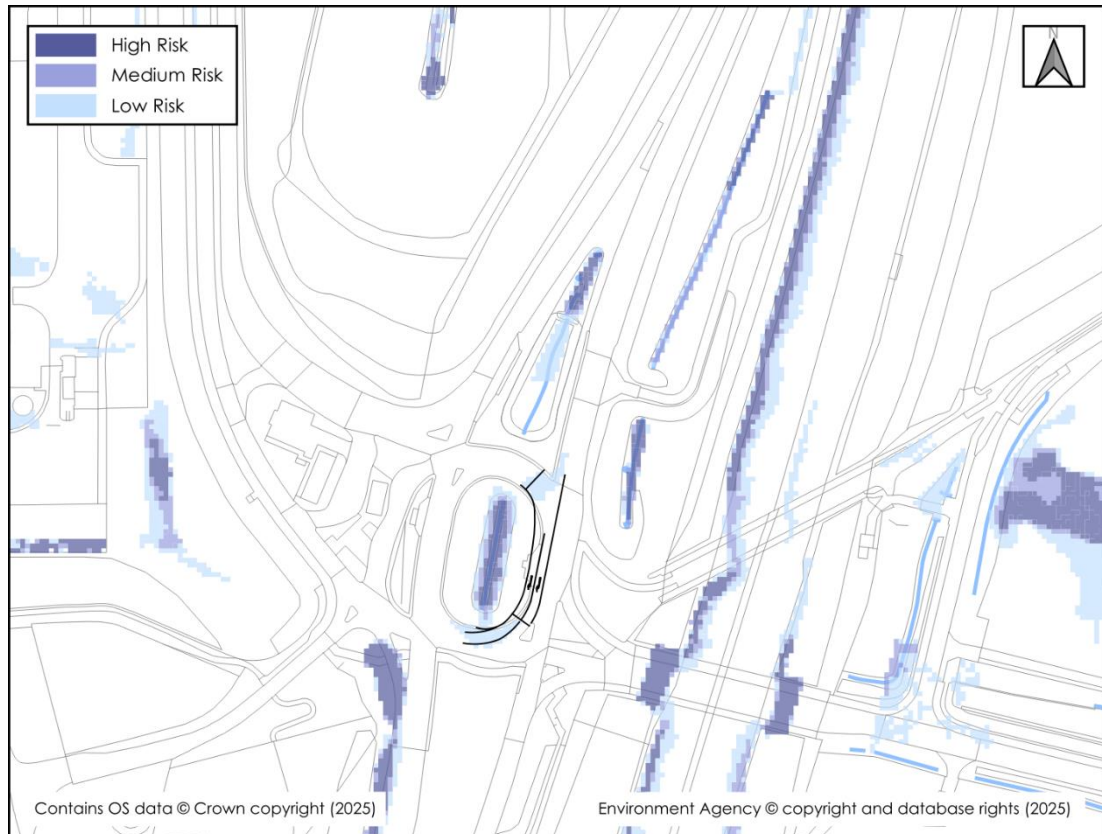 High Risk
Medium Risk
Low Risk
N
Contains OS data © Crown copyright (2025)
Environment Agency © copyright and database rights (2025)